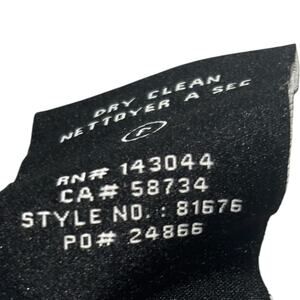 DRY CLEAN
NETTOYER A SEC
RN# 143044
CA# 58734
STYLE NO. : 81676
PO# 24866